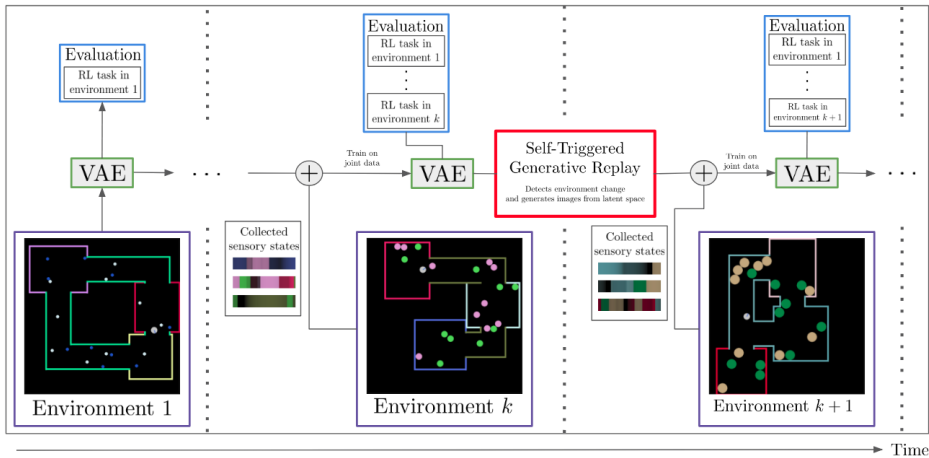 Evaluation
RL task in
environment 1
VAE
Environment 1
Evaluation
RL task in
environment 1
RL task in
environment k
Train on
joint data
VAE
Collected
sensory states
Environment k
Self-Triggered
Generative Replay
Detects environment change
and generates images from latent space
Evaluation
RL task in
environment 1
RL task in
environment k + 1
Train on
joint data
VAE
Collected
sensory states
Environment k + 1
Time